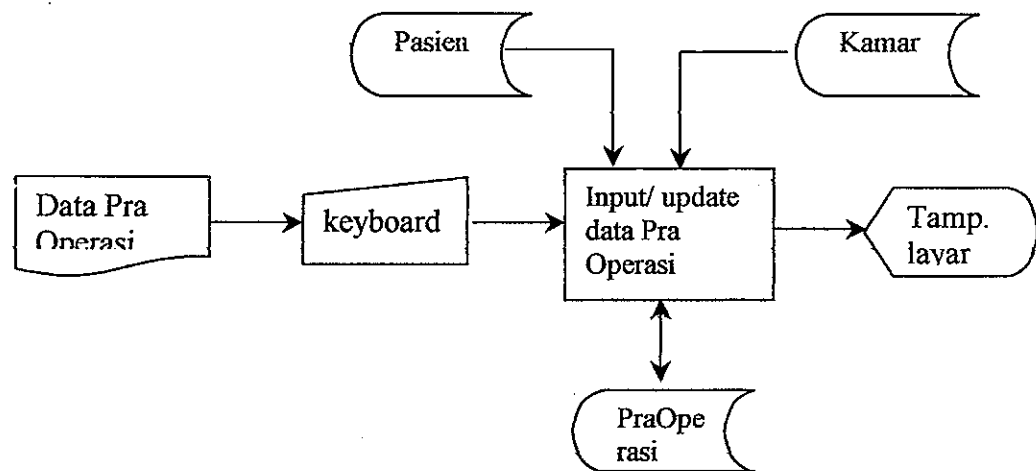 Pasien
Kamar
Data Pra
Operasi
keyboard
Input/ update
data Pra
Operasi
Tamp.
layar
PraOpe
rasi